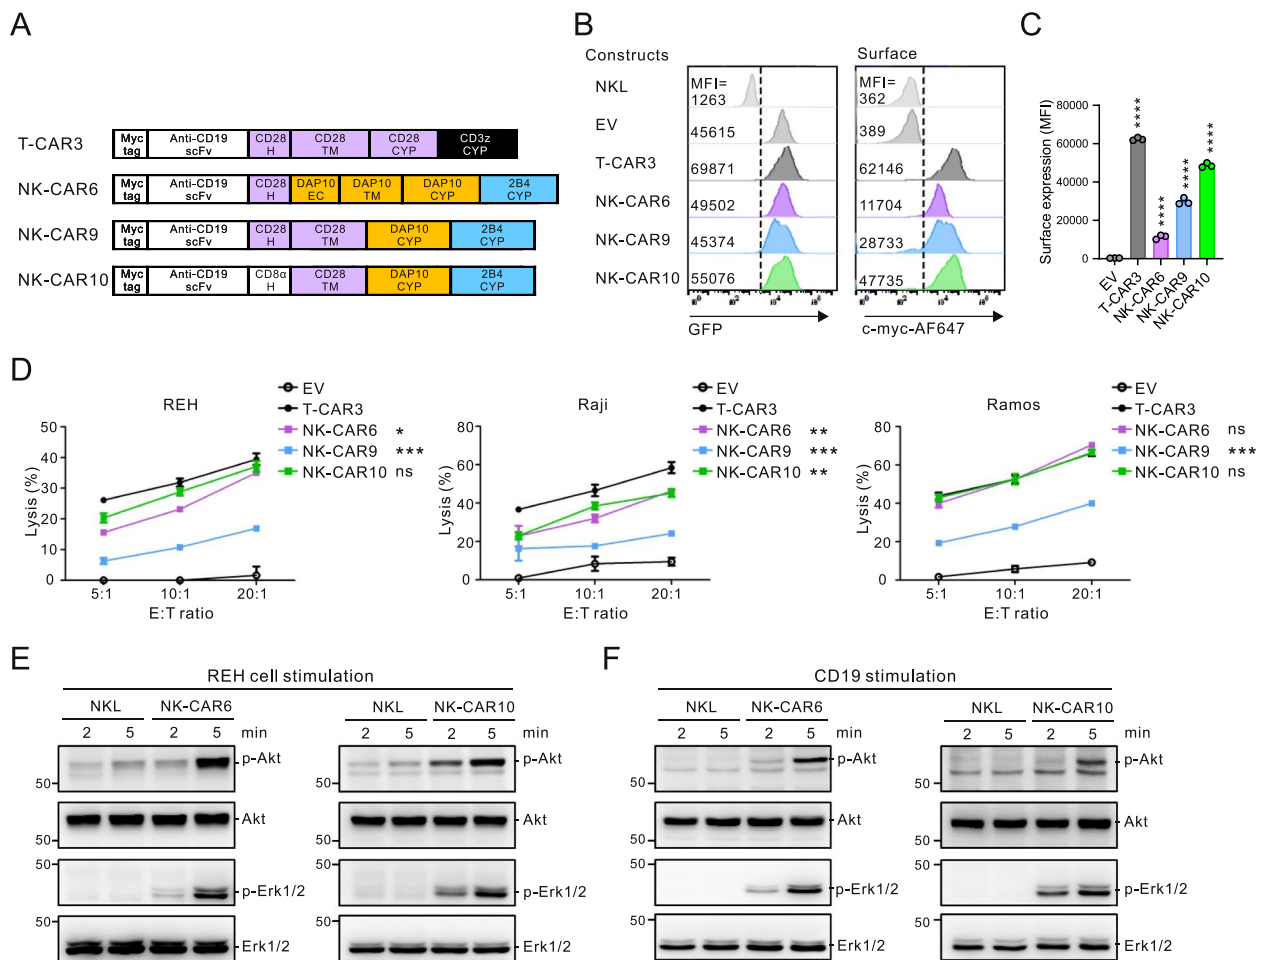 A
T-CAR3 Myc tag Anti-CD19 scFv CD28 H CD28 TM CD28 CYP CD3z CYP
NK-CAR6 Myc tag Anti-CD19 scFv CD28 H DAP10 EC DAP10 TM DAP10 CYP 2B4 CYP
NK-CAR9 Myc tag Anti-CD19 scFv CD28 H CD28 TM DAP10 CYP 2B4 CYP
NK-CAR10 Myc tag Anti-CD19 scFv CD8α H CD28 TM DAP10 CYP 2B4 CYP
B
Constructs
Surface
NKL MFI= 1263 MFI= 362
EV 45615 389
T-CAR3 69871 62146
NK-CAR6 49502 11704
NK-CAR9 45374 28733
NK-CAR10 55076 47735
GFP
c-myc-AF647
C
Surface expression (MFI)
80000
60000
40000
20000
0
**** **** **** ****
EV T-CAR3 NK-CAR6 NK-CAR9 NK-CAR10
D
REH
Lysis (%)
50
40
30
20
10
0
5:1 10:1 20:1
E:T ratio
EV
T-CAR3
NK-CAR6 *
NK-CAR9 ***
NK-CAR10 ns
Raji
Lysis (%)
80
60
40
20
0
5:1 10:1 20:1
E:T ratio
EV
T-CAR3
NK-CAR6 **
NK-CAR9 ***
NK-CAR10 **
Ramos
Lysis (%)
80
60
40
20
0
5:1 10:1 20:1
E:T ratio
EV
T-CAR3
NK-CAR6 ns
NK-CAR9 ***
NK-CAR10 ns
E
REH cell stimulation
NKL NK-CAR6 NKL NK-CAR10
2 5 2 5 min 2 5 2 5 min
50 p-Akt 50 p-Akt
50 Akt 50 Akt
50 p-Erk1/2 50 p-Erk1/2
50 Erk1/2 50 Erk1/2
F
CD19 stimulation
NKL NK-CAR6 NKL NK-CAR10
2 5 2 5 min 2 5 2 5 min
50 p-Akt 50 p-Akt
50 Akt 50 Akt
50 p-Erk1/2 50 p-Erk1/2
50 Erk1/2 50 Erk1/2